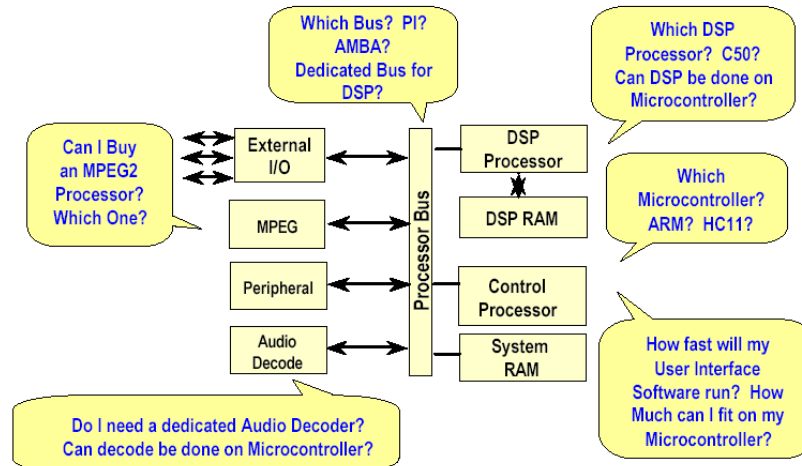 Which Bus? PI?
AMBA?
Dedicated Bus for
DSP?
Which DSP
Processor? C50?
Can DSP be done on
Microcontroller?
Can I Buy
an MPEG2
Processor?
Which One?
External
I/O
MPEG
Peripheral
Audio
Decode
Processor Bus
DSP
Processor
DSP RAM
Control
Processor
System
RAM
Which
Microcontroller?
ARM? HC11?
How fast will my
User Interface
Software run? How
Much can I fit on my
Microcontroller?
Do I need a dedicated Audio Decoder?
Can decode be done on Microcontroller?